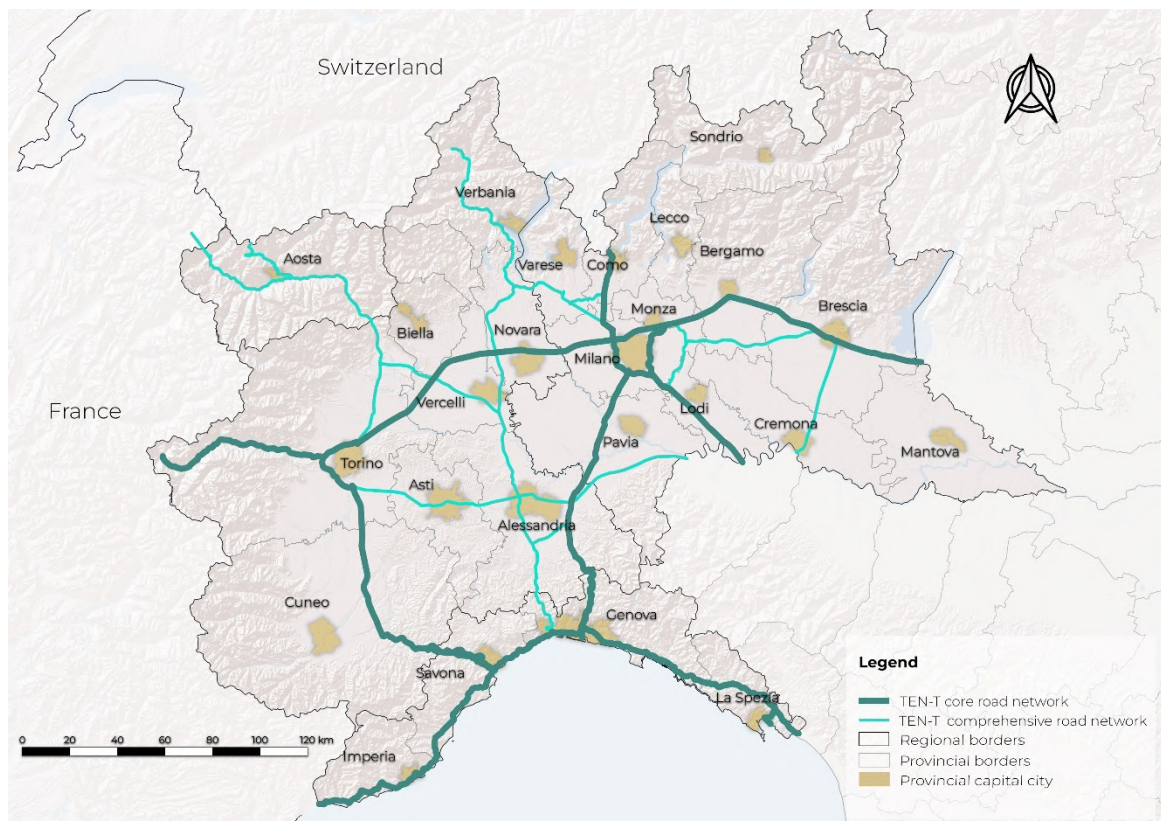 Switzerland
Sondrio
Verbania
Lecco
Bergamo
Aosta
Varese
Como
Brescia
Monza
Biella
Novara
Milano
France
Vercelli
Lodi
Cremona
Pavia
Mantova
Torino
Asti
Alessandria
Cuneo
Genova
Savona
La Spezia
Imperia
0 20 40 60 80 100 120 km
Legend
TEN-T core road network
TEN-T comprehensive road network
Regional borders
Provincial borders
Provincial capital city